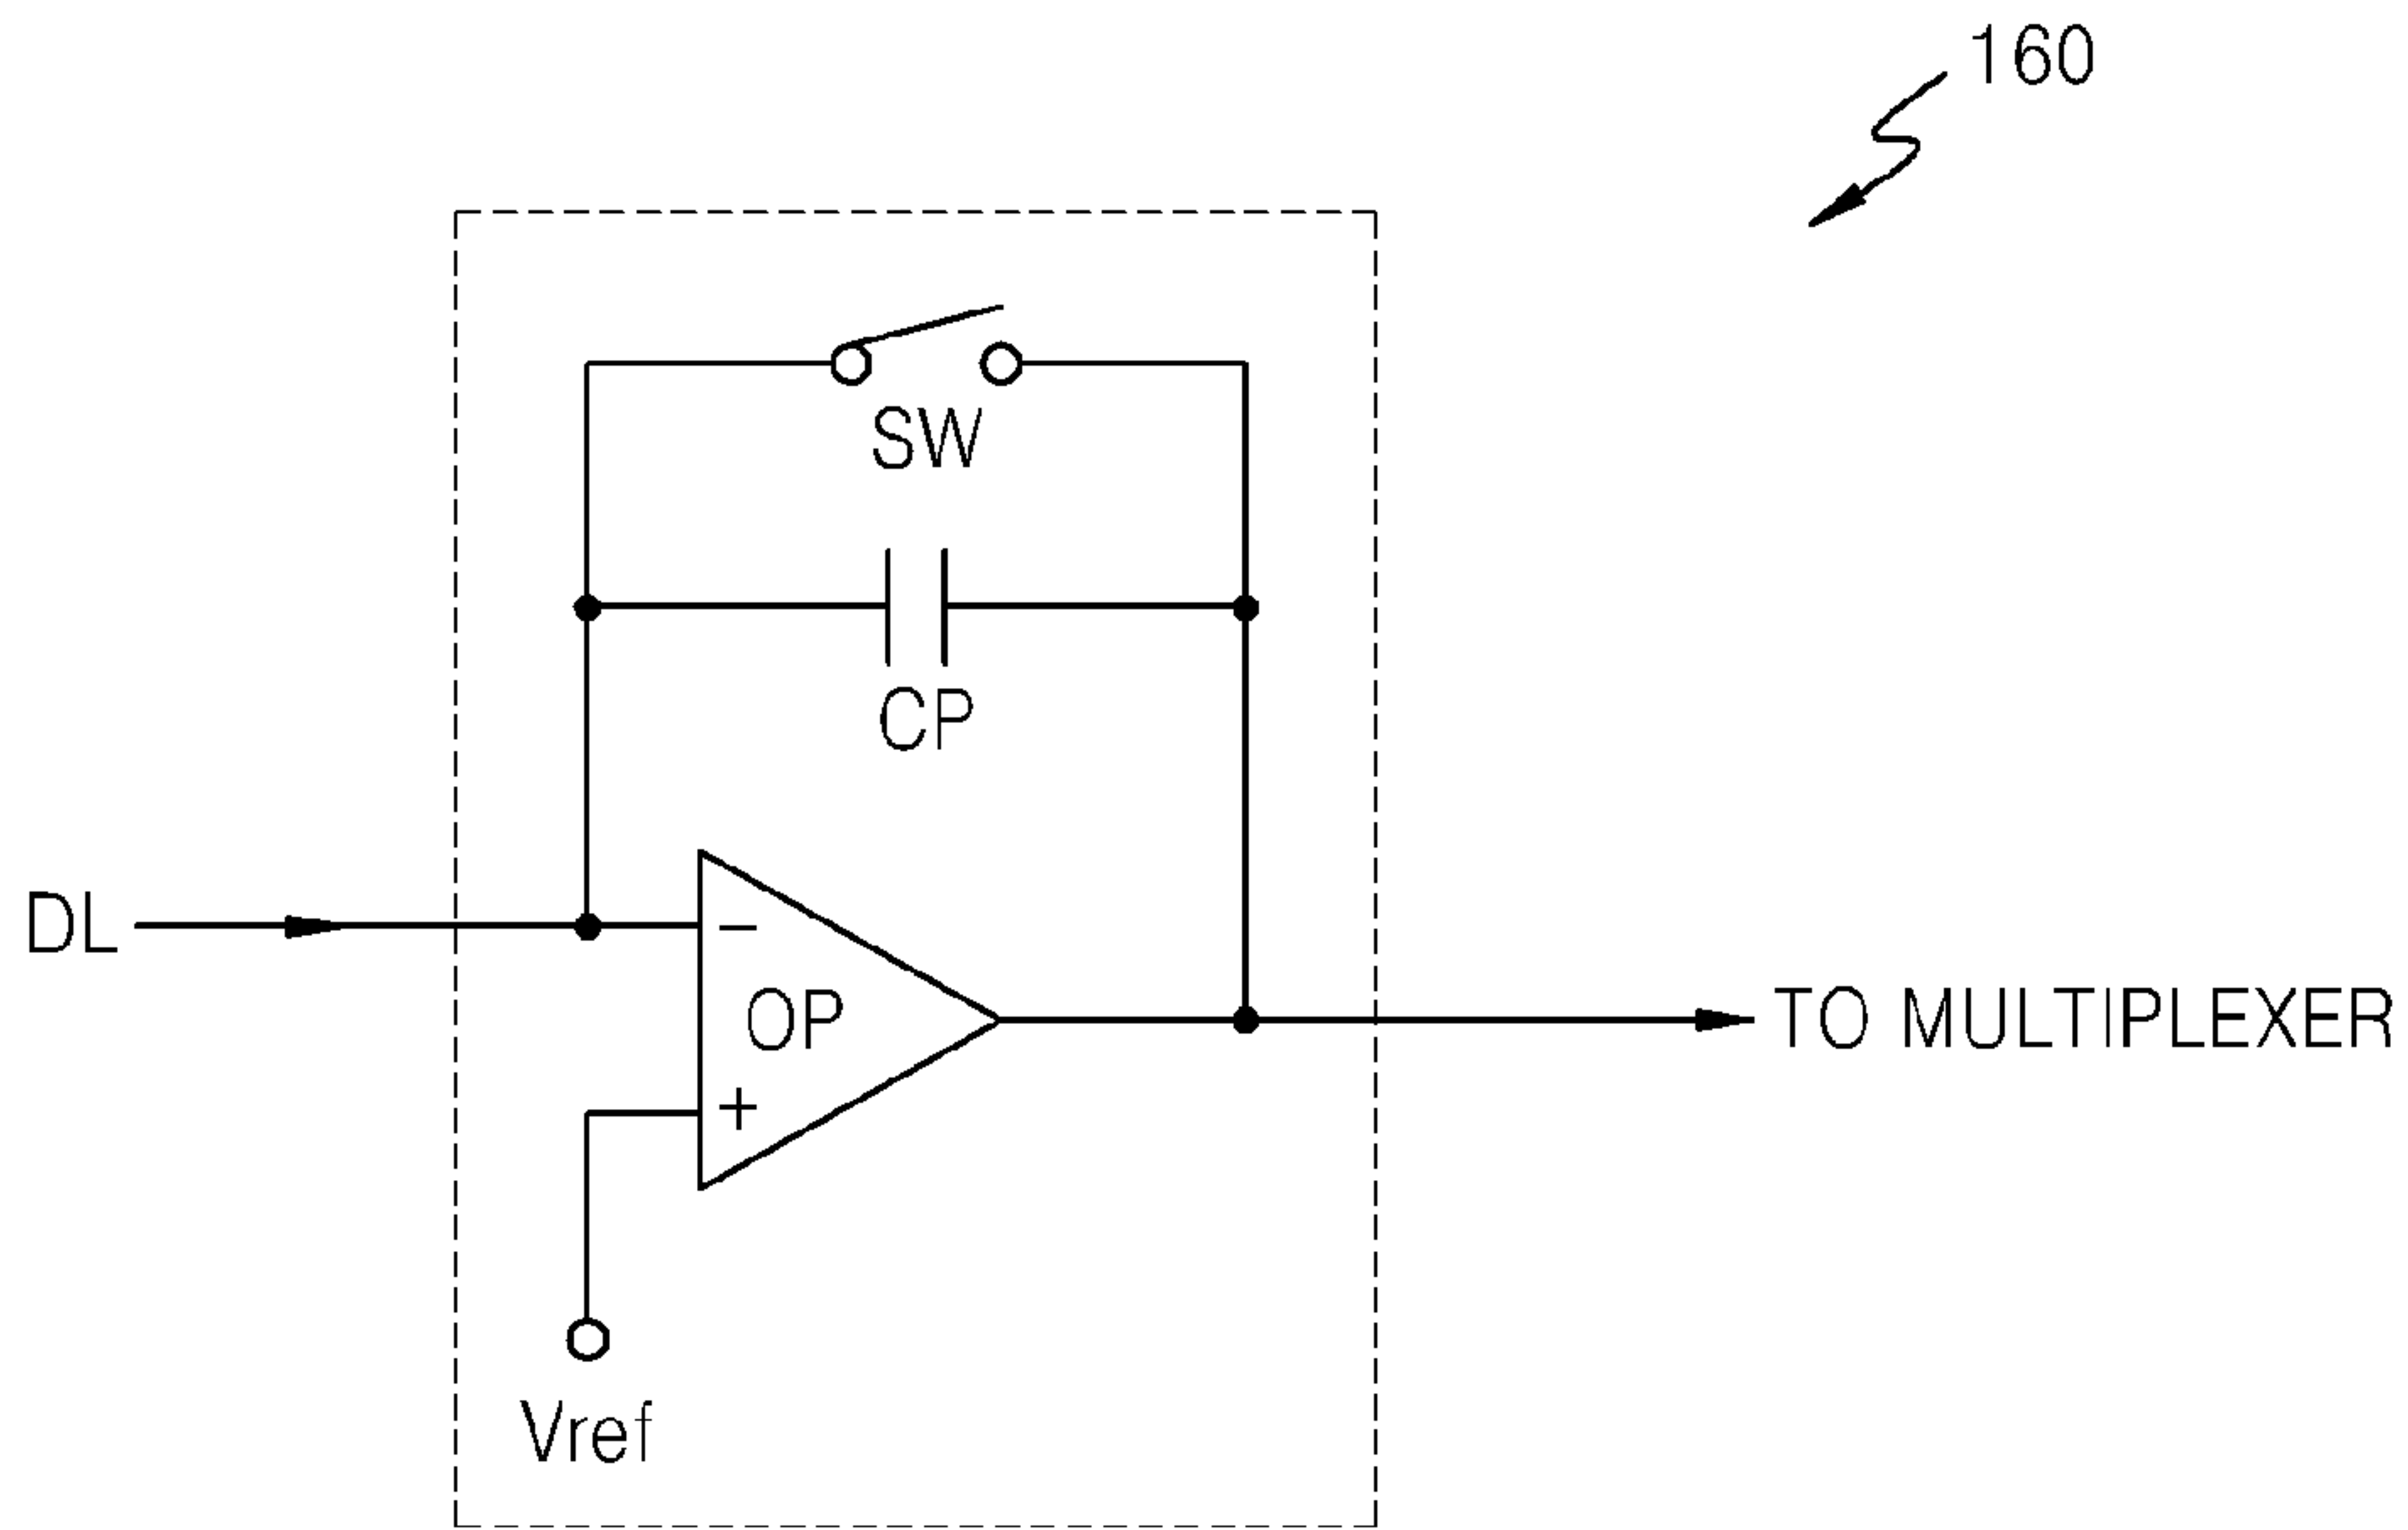 160
SW
CP
DL
−
OP
TO MULTIPLEXER
+
Vref